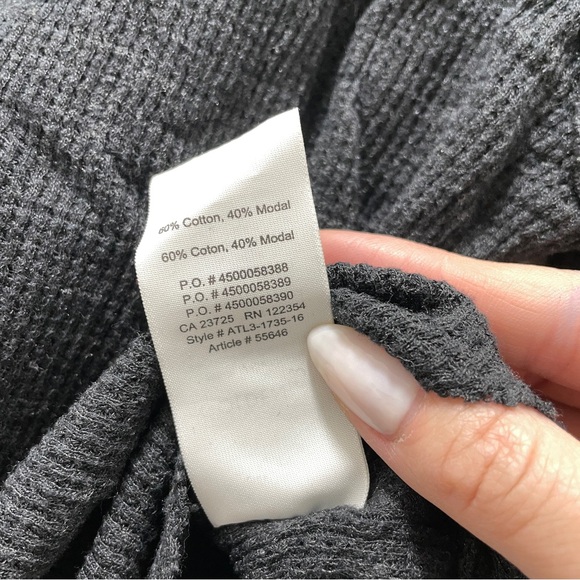 60% Cotton, 40% Modal
60% Coton, 40% Modal
P.O. # 4500058388
P.O. # 4500058389
P.O. # 4500058390
CA 23725 RN 122354
Style # ATL3-1735-16
Article # 55646